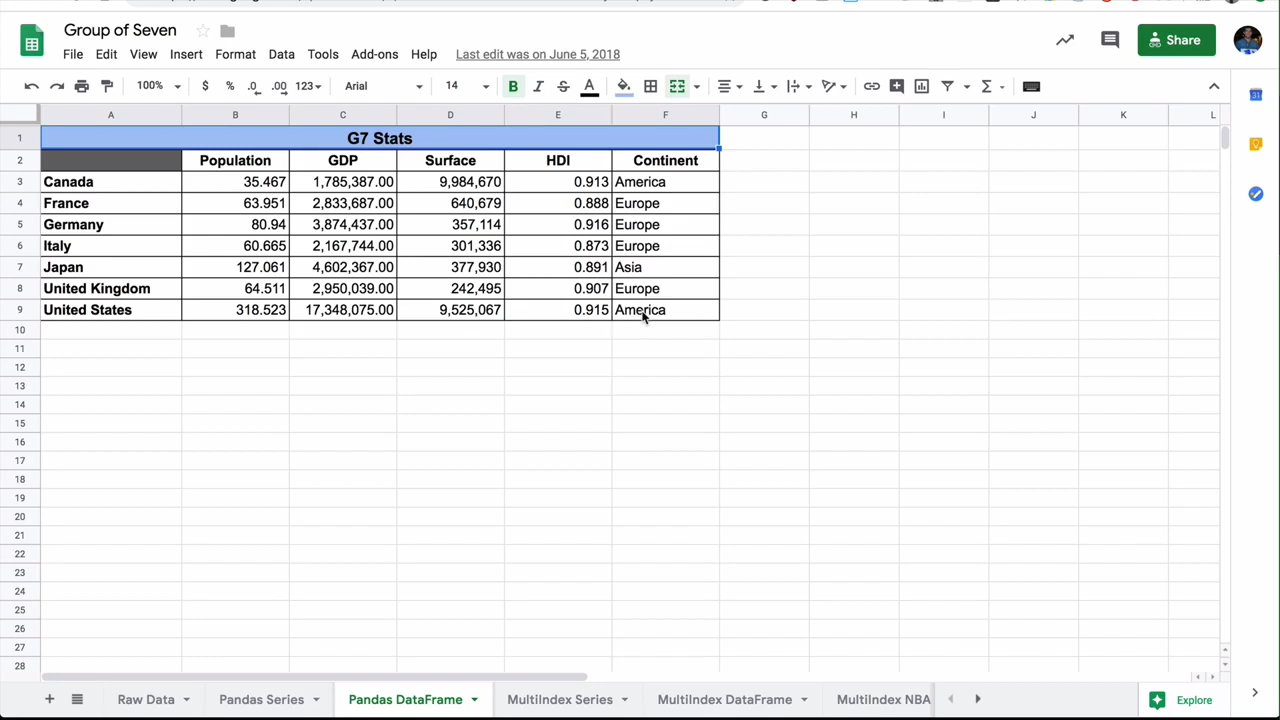 Group of Seven
File Edit View Insert Format Data Tools Add-ons Help Last edit was on June 5, 2018
Share
100% $ % .0 .00 123 Arial 14 B I S A
A B C D E F G H I J K L
1 G7 Stats
2 Population GDP Surface HDI Continent
3 Canada 35.467 1,785,387.00 9,984,670 0.913 America
4 France 63.951 2,833,687.00 640,679 0.888 Europe
5 Germany 80.94 3,874,437.00 357,114 0.916 Europe
6 Italy 60.665 2,167,744.00 301,336 0.873 Europe
7 Japan 127.061 4,602,367.00 377,930 0.891 Asia
8 United Kingdom 64.511 2,950,039.00 242,495 0.907 Europe
9 United States 318.523 17,348,075.00 9,525,067 0.915 America
10
11
12
13
14
15
16
17
18
19
20
21
22
23
24
25
26
27
28
Raw Data Pandas Series Pandas DataFrame MultiIndex Series MultiIndex DataFrame MultiIndex NBA Explore